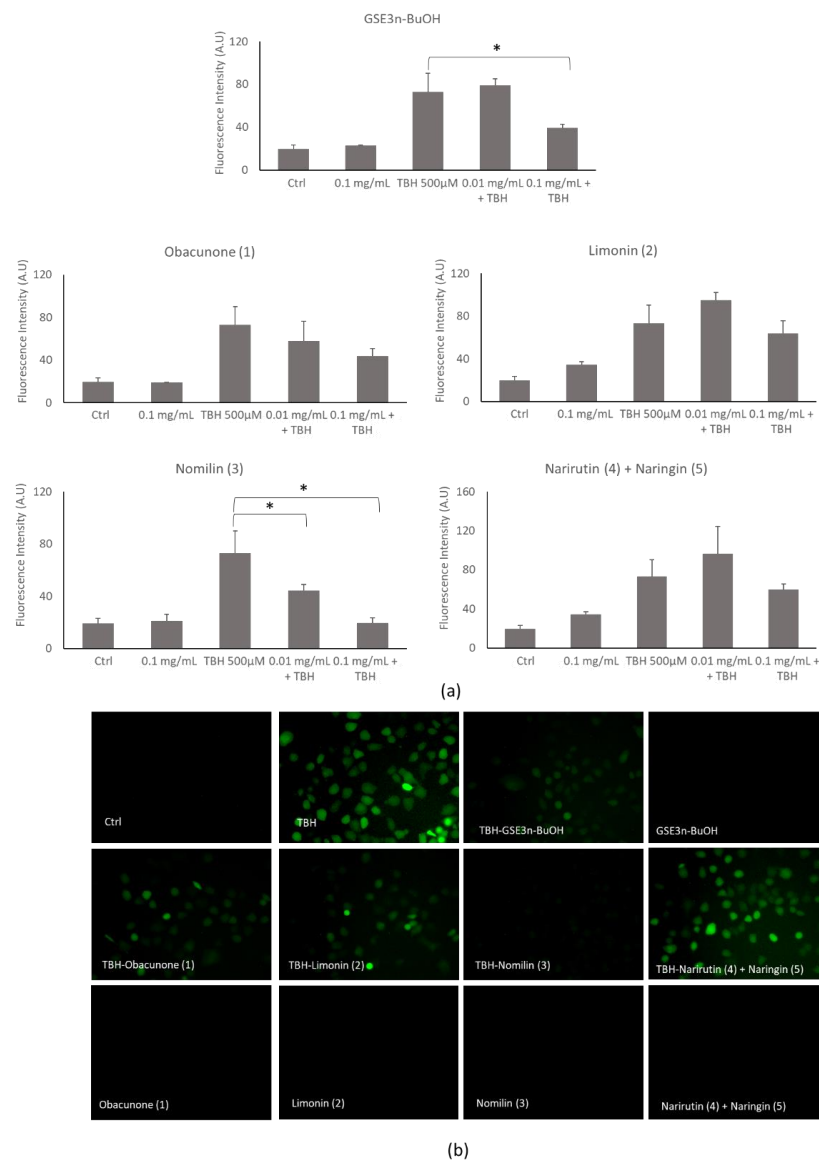 GSE3n-BuOH
Fluorescence Intensity (A.U)
120
80
40
0
*
Ctrl 0.1 mg/mL TBH 500µM 0.01 mg/mL + TBH 0.1 mg/mL + TBH
Obacunone (1)
Fluorescence Intensity (A.U)
120
80
40
0
Ctrl 0.1 mg/mL TBH 500µM 0.01 mg/mL + TBH 0.1 mg/mL + TBH
Limonin (2)
Fluorescence Intensity (A.U)
120
80
40
0
Ctrl 0.1 mg/mL TBH 500µM 0.01 mg/mL + TBH 0.1 mg/mL + TBH
Nomilin (3)
Fluorescence Intensity (A.U)
120
80
40
0
*
*
Ctrl 0.1 mg/mL TBH 500µM 0.01 mg/mL + TBH 0.1 mg/mL + TBH
Narirutin (4) + Naringin (5)
Fluorescence Intensity (A.U)
160
120
80
40
0
Ctrl 0.1 mg/mL TBH 500µM 0.01 mg/mL + TBH 0.1 mg/mL + TBH
(a)
Ctrl
TBH
TBH-GSE3n-BuOH
GSE3n-BuOH
TBH-Obacunone (1)
TBH-Limonin (2)
TBH-Nomilin (3)
TBH-Narirutin (4) + Naringin (5)
Obacunone (1)
Limonin (2)
Nomilin (3)
Narirutin (4) + Naringin (5)
(b)